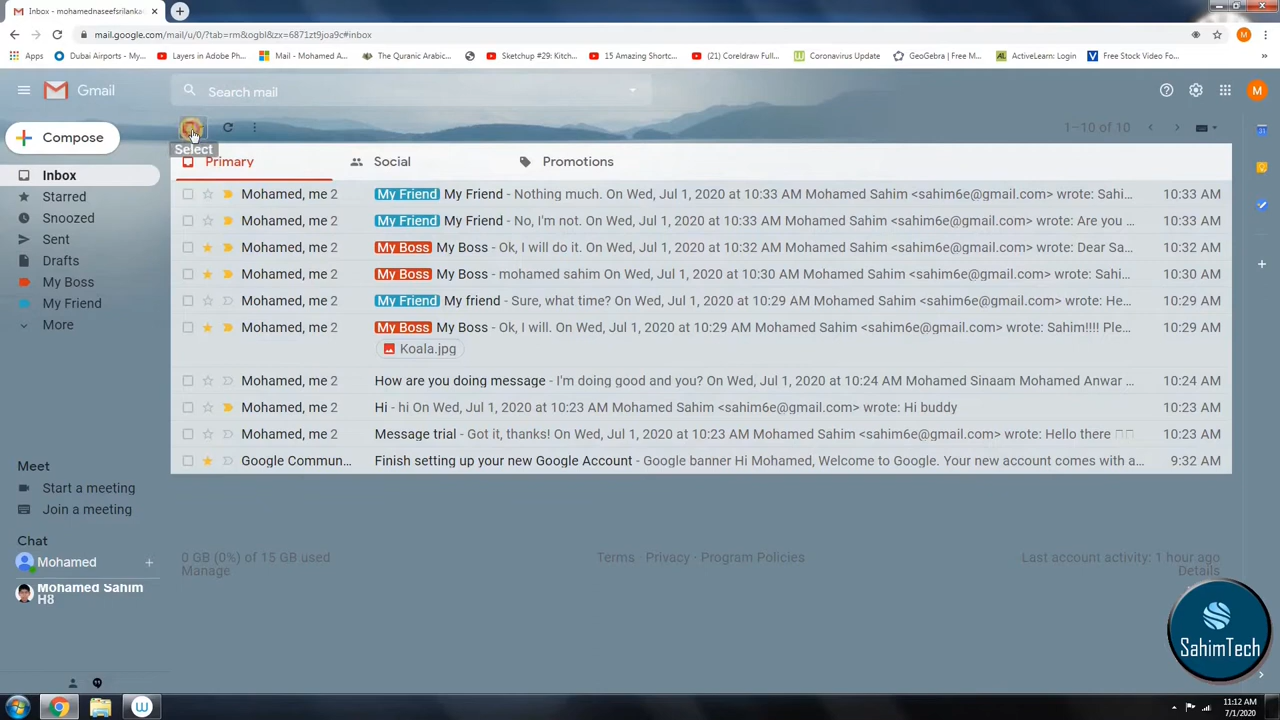 Inbox - mohamednaseefsrilanka
mail.google.com/mail/u/0/?tab=rm&ogbl&zx=6871zt9joa9c#inbox
M
Apps Dubai Airports - My... Layers in Adobe Ph... Mail - Mohamed A... The Quranic Arabic... Sketchup #29: Kitch... 15 Amazing Shortc... (21) Coreldraw Full... Coronavirus Update GeoGebra | Free M... ActiveLearn: Login Free Stock Video Fo...
Gmail
Search mail
M
Compose
1–10 of 10
Select
Primary
Social
Promotions
Inbox
Starred
Snoozed
Sent
Drafts
My Boss
My Friend
More
Mohamed, me 2 My Friend My Friend - Nothing much. On Wed, Jul 1, 2020 at 10:33 AM Mohamed Sahim <sahim6e@gmail.com> wrote: Sahi... 10:33 AM
Mohamed, me 2 My Friend My Friend - No, I'm not. On Wed, Jul 1, 2020 at 10:33 AM Mohamed Sahim <sahim6e@gmail.com> wrote: Are you ... 10:33 AM
Mohamed, me 2 My Boss My Boss - Ok, I will do it. On Wed, Jul 1, 2020 at 10:32 AM Mohamed Sahim <sahim6e@gmail.com> wrote: Dear Sa... 10:32 AM
Mohamed, me 2 My Boss My Boss - mohamed sahim On Wed, Jul 1, 2020 at 10:30 AM Mohamed Sahim <sahim6e@gmail.com> wrote: Sahi... 10:30 AM
Mohamed, me 2 My Friend My friend - Sure, what time? On Wed, Jul 1, 2020 at 10:29 AM Mohamed Sahim <sahim6e@gmail.com> wrote: He... 10:29 AM
Mohamed, me 2 My Boss My Boss - Ok, I will. On Wed, Jul 1, 2020 at 10:29 AM Mohamed Sahim <sahim6e@gmail.com> wrote: Sahim!!!! Ple... 10:29 AM
Koala.jpg
Mohamed, me 2 How are you doing message - I'm doing good and you? On Wed, Jul 1, 2020 at 10:24 AM Mohamed Sinaam Mohamed Anwar ... 10:24 AM
Mohamed, me 2 Hi - hi On Wed, Jul 1, 2020 at 10:23 AM Mohamed Sahim <sahim6e@gmail.com> wrote: Hi buddy 10:23 AM
Mohamed, me 2 Message trial - Got it, thanks! On Wed, Jul 1, 2020 at 10:23 AM Mohamed Sahim <sahim6e@gmail.com> wrote: Hello there 10:23 AM
Google Commun... Finish setting up your new Google Account - Google banner Hi Mohamed, Welcome to Google. Your new account comes with a... 9:32 AM
Meet
Start a meeting
Join a meeting
Chat
Mohamed
Mohamed Sahim
H8
0 GB (0%) of 15 GB used
Manage
Terms · Privacy · Program Policies
Last account activity: 1 hour ago
Details
SahimTech
11:12 AM
7/1/2020